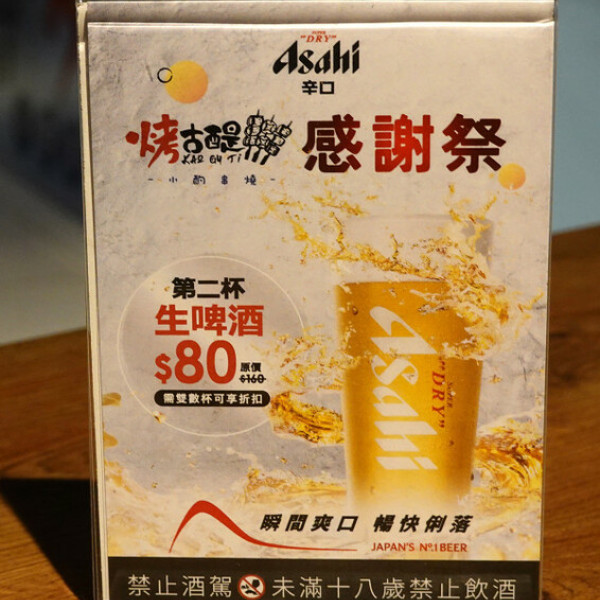 SUPER
"DRY"
Asahi
辛口
烤古醍 感謝祭
KAO GU TI
-小酌串燒-
第二杯
生啤酒
$80 原價 $160
需雙數杯可享折扣
Asahi
SUPER
"DRY"
瞬間爽口 暢快俐落
JAPAN'S No.1 BEER
禁止酒駕 未滿十八歲禁止飲酒